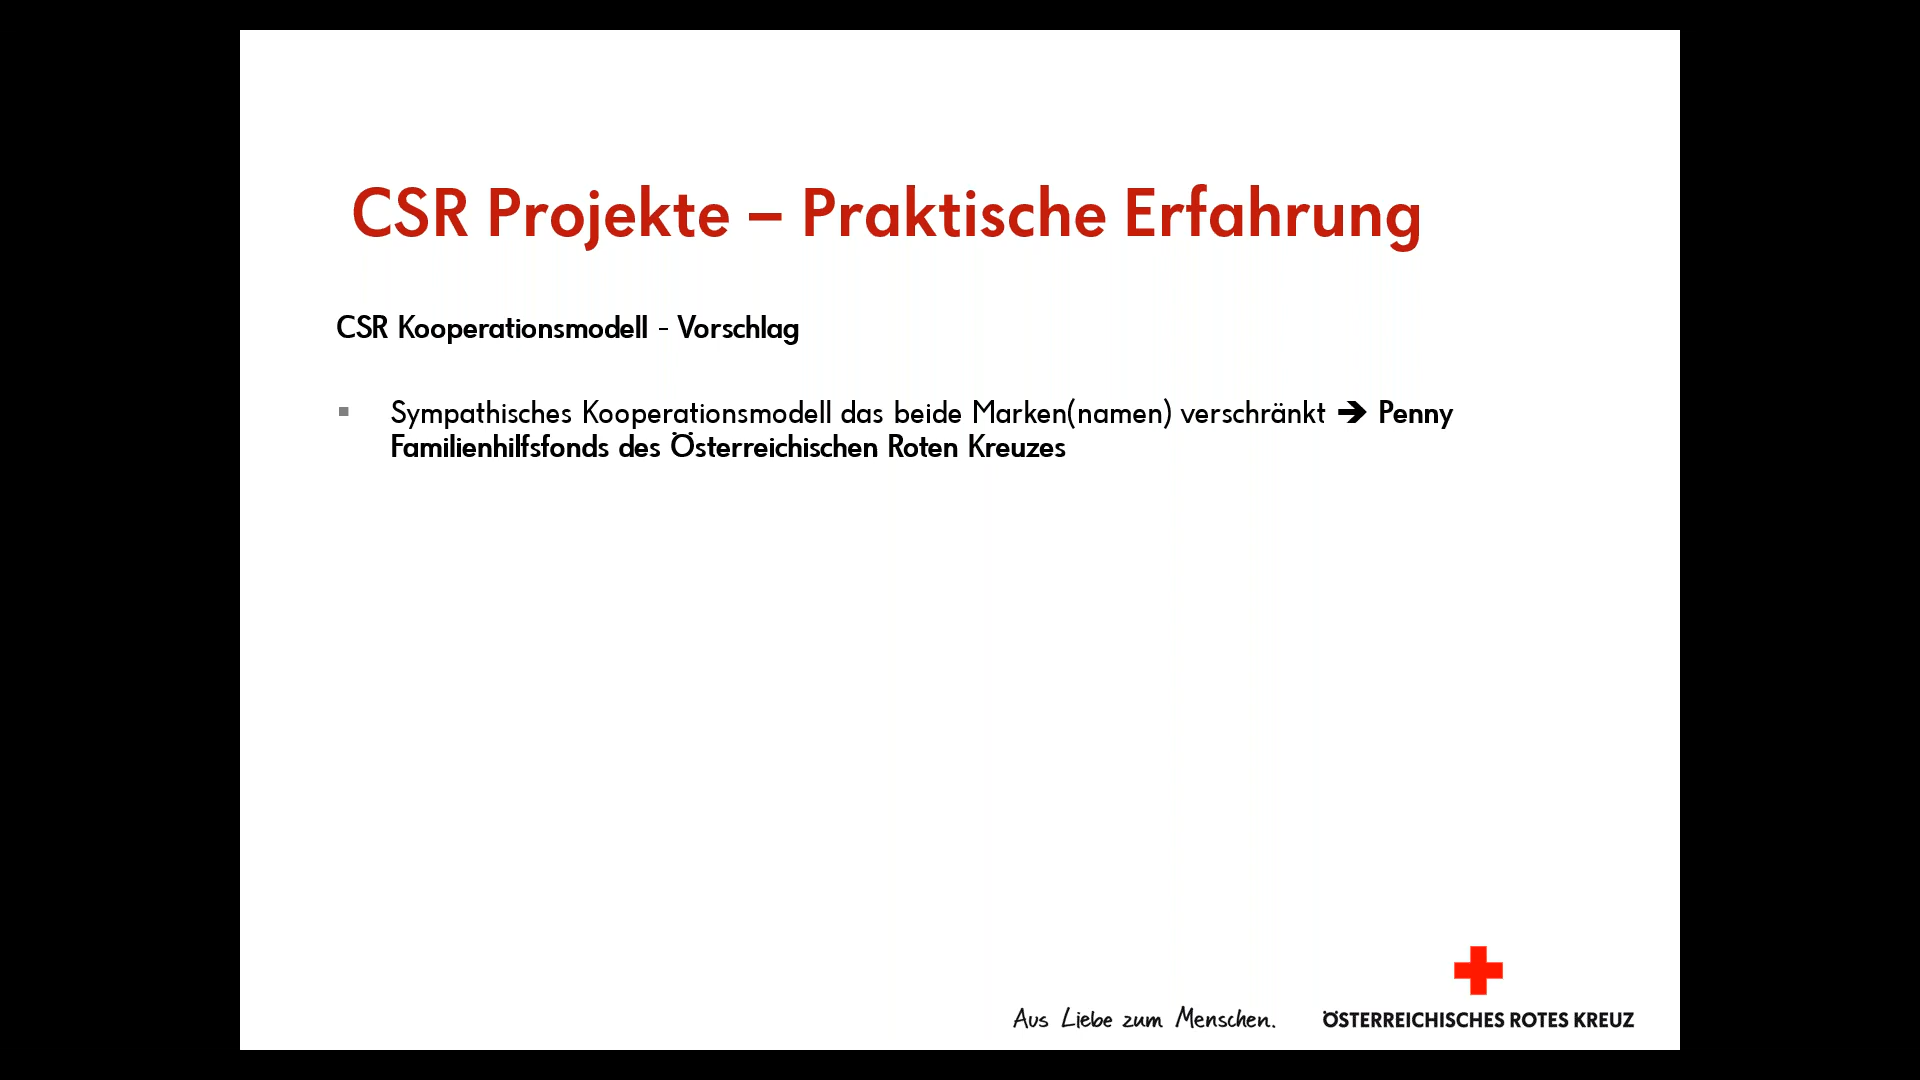 CSR Projekte – Praktische Erfahrung
CSR Kooperationsmodell - Vorschlag
▪ Sympathisches Kooperationsmodell das beide Marken(namen) verschränkt ➔ Penny
Familienhilfsfonds des Österreichischen Roten Kreuzes
Aus Liebe zum Menschen.
ÖSTERREICHISCHES ROTES KREUZ